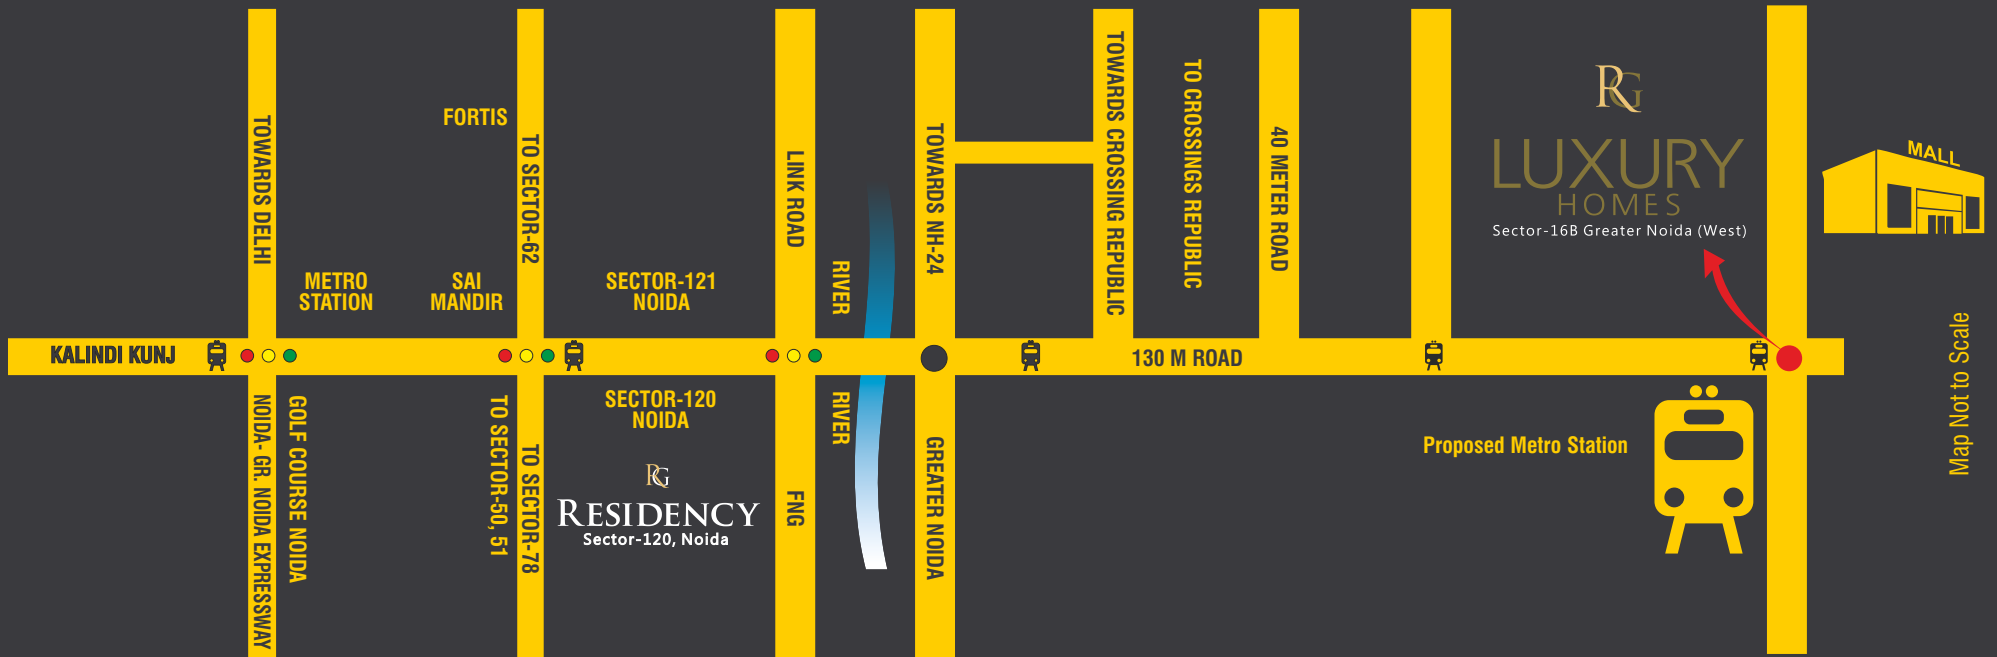 TOWARDS DELHI
FORTIS
TO SECTOR-62
METRO
STATION
SAI
MANDIR
SECTOR-121
NOIDA
LINK ROAD
RIVER
TOWARDS NH-24
TOWARDS CROSSING REPUBLIC
TO CROSSINGS REPUBLIC
40 METER ROAD
RG
LUXURY
HOMES
Sector-16B Greater Noida (West)
MALL
KALINDI KUNJ
130 M ROAD
NOIDA- GR. NOIDA EXPRESSWAY
GOLF COURSE NOIDA
TO SECTOR-50, 51
TO SECTOR-78
SECTOR-120
NOIDA
RG
RESIDENCY
Sector-120, Noida
FNG
RIVER
GREATER NOIDA
Proposed Metro Station
Map Not to Scale